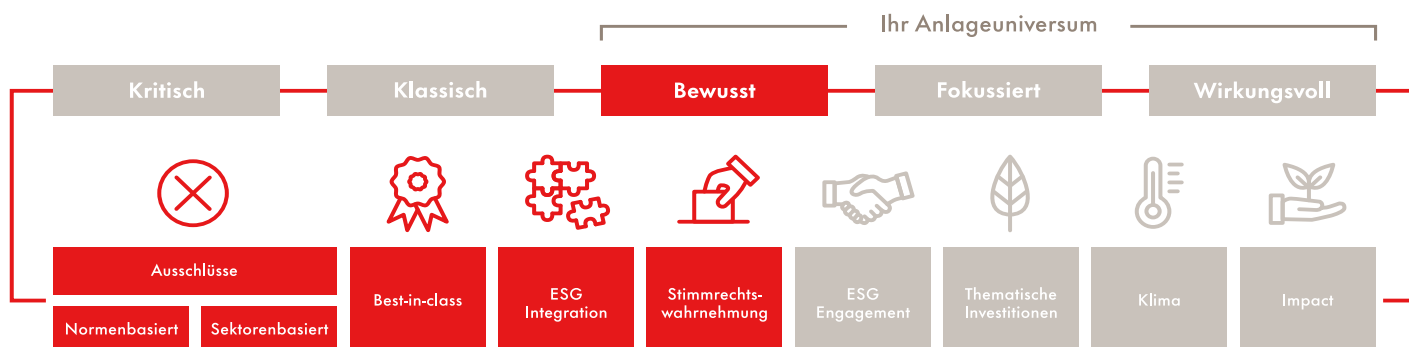 Ihr Anlageuniversum
Kritisch
Klassisch
Bewusst
Fokussiert
Wirkungsvoll
Ausschlüsse
Normenbasiert
Sektorenbasiert
Best-in-class
ESG
Integration
Stimmrechts-
wahrnehmung
ESG
Engagement
Thematische
Investitionen
Klima
Impact